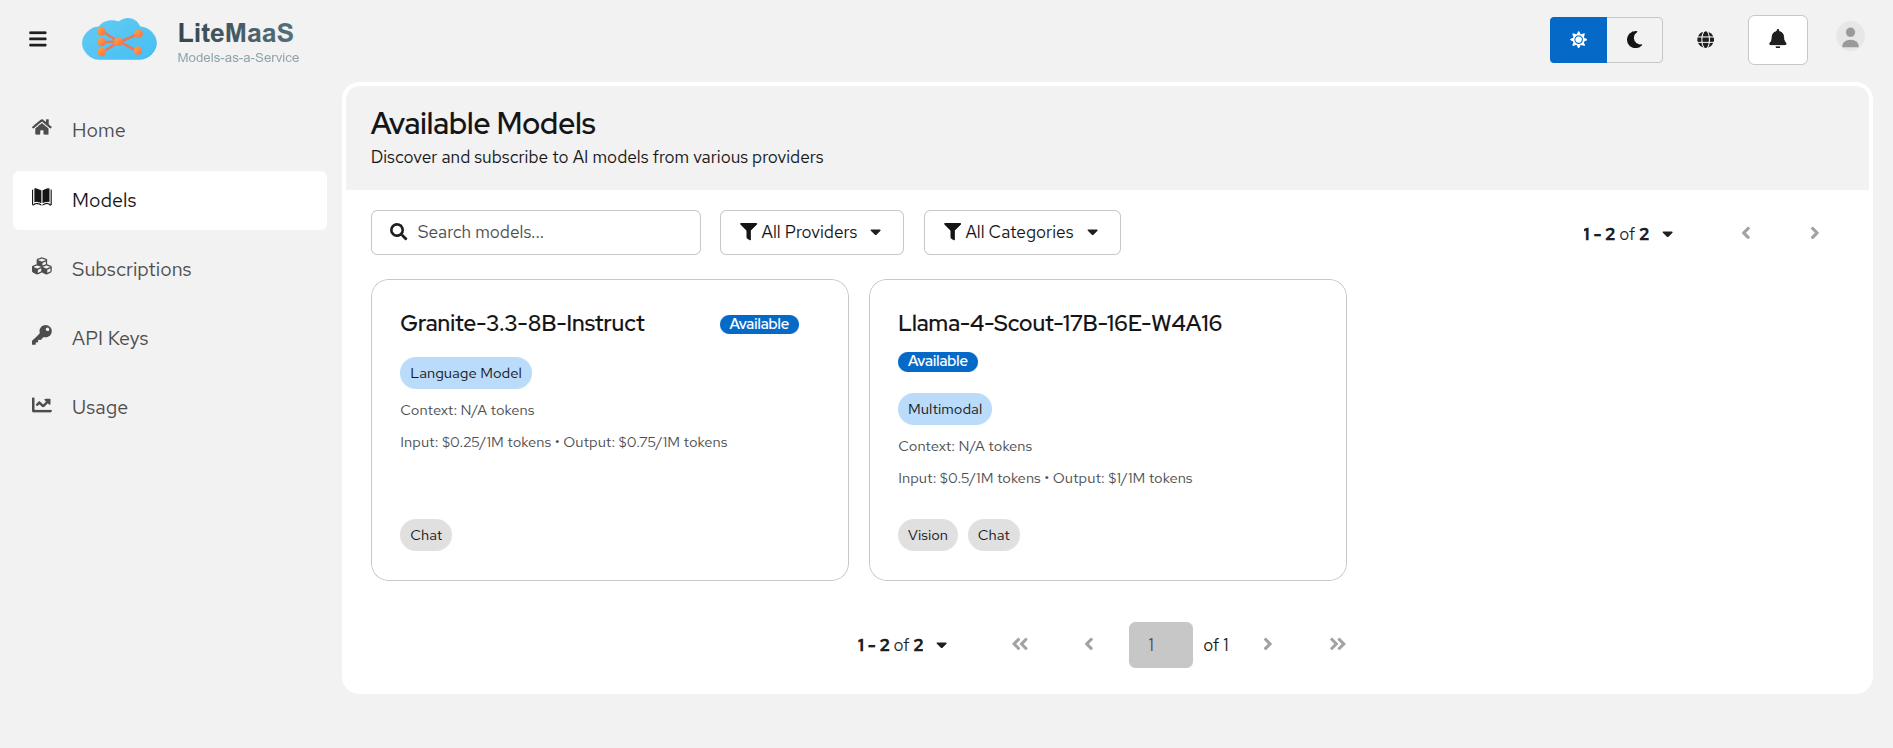 LiteMaaS
Models-as-a-Service
Home
Models
Subscriptions
API Keys
Usage
Available Models
Discover and subscribe to AI models from various providers
Search models...
All Providers
All Categories
1 - 2 of 2
Granite-3.3-8B-Instruct
Available
Language Model
Context: N/A tokens
Input: $0.25/1M tokens • Output: $0.75/1M tokens
Chat
Llama-4-Scout-17B-16E-W4A16
Available
Multimodal
Context: N/A tokens
Input: $0.5/1M tokens • Output: $1/1M tokens
Vision Chat
1 - 2 of 2
1 of 1